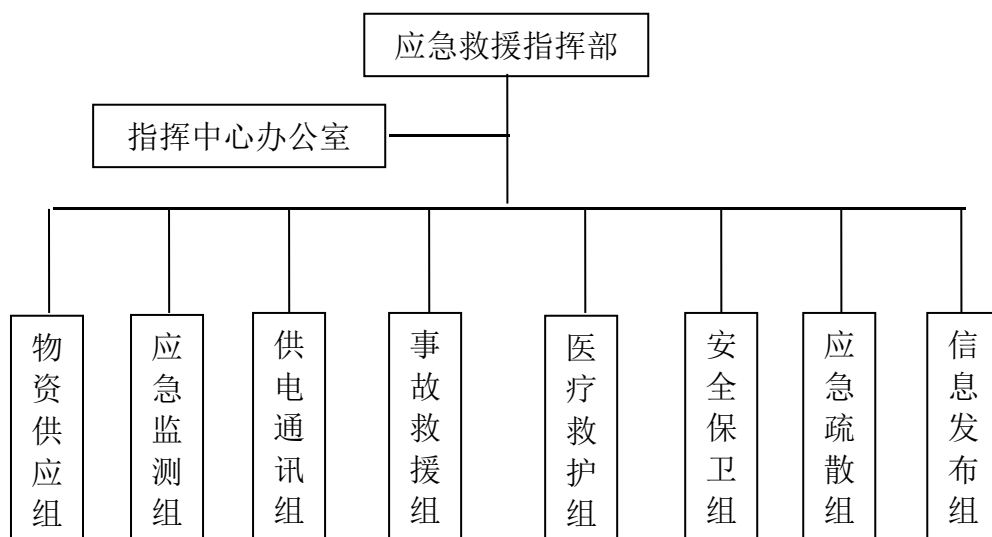 应急救援指挥部
指挥中心办公室
物资供应组
应急监测组
供电通讯组
事故救援组
医疗救护组
安全保卫组
应急疏散组
信息发布组